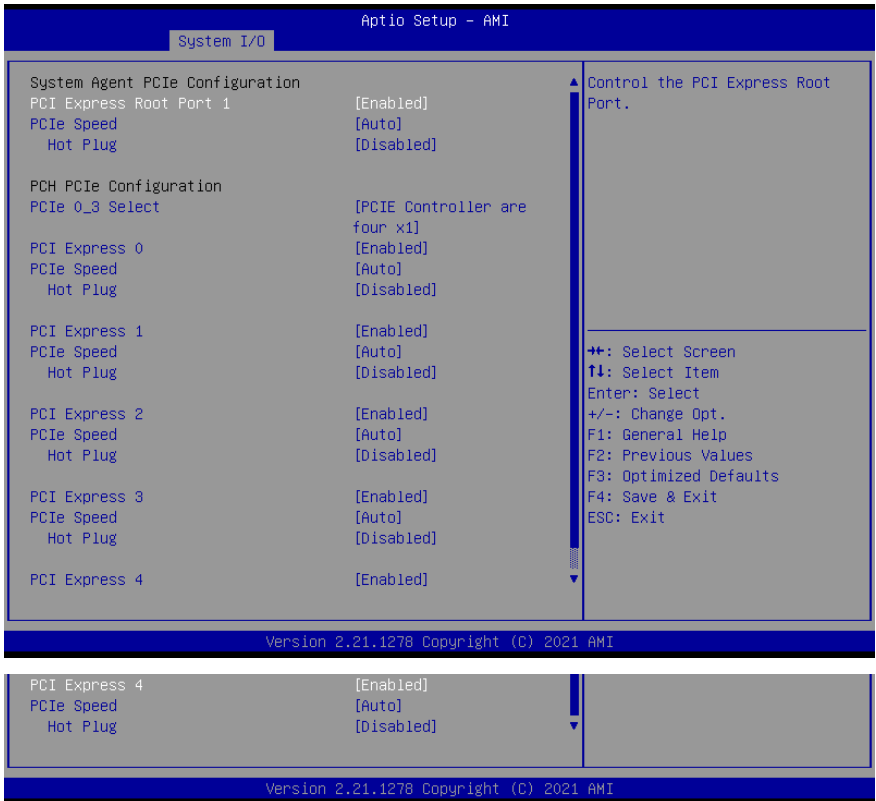 Aptio Setup – AMI
System I/O
System Agent PCIe Configuration
PCI Express Root Port 1 [Enabled]
PCIe Speed [Auto]
Hot Plug [Disabled]
PCH PCIe Configuration
PCIe 0_3 Select [PCIE Controller are
four x1]
PCI Express 0 [Enabled]
PCIe Speed [Auto]
Hot Plug [Disabled]
PCI Express 1 [Enabled]
PCIe Speed [Auto]
Hot Plug [Disabled]
PCI Express 2 [Enabled]
PCIe Speed [Auto]
Hot Plug [Disabled]
PCI Express 3 [Enabled]
PCIe Speed [Auto]
Hot Plug [Disabled]
PCI Express 4 [Enabled]
Control the PCI Express Root
Port.
→←: Select Screen
↑↓: Select Item
Enter: Select
+/-: Change Opt.
F1: General Help
F2: Previous Values
F3: Optimized Defaults
F4: Save & Exit
ESC: Exit
Version 2.21.1278 Copyright (C) 2021 AMI
PCI Express 4 [Enabled]
PCIe Speed [Auto]
Hot Plug [Disabled]
Version 2.21.1278 Copyright (C) 2021 AMI